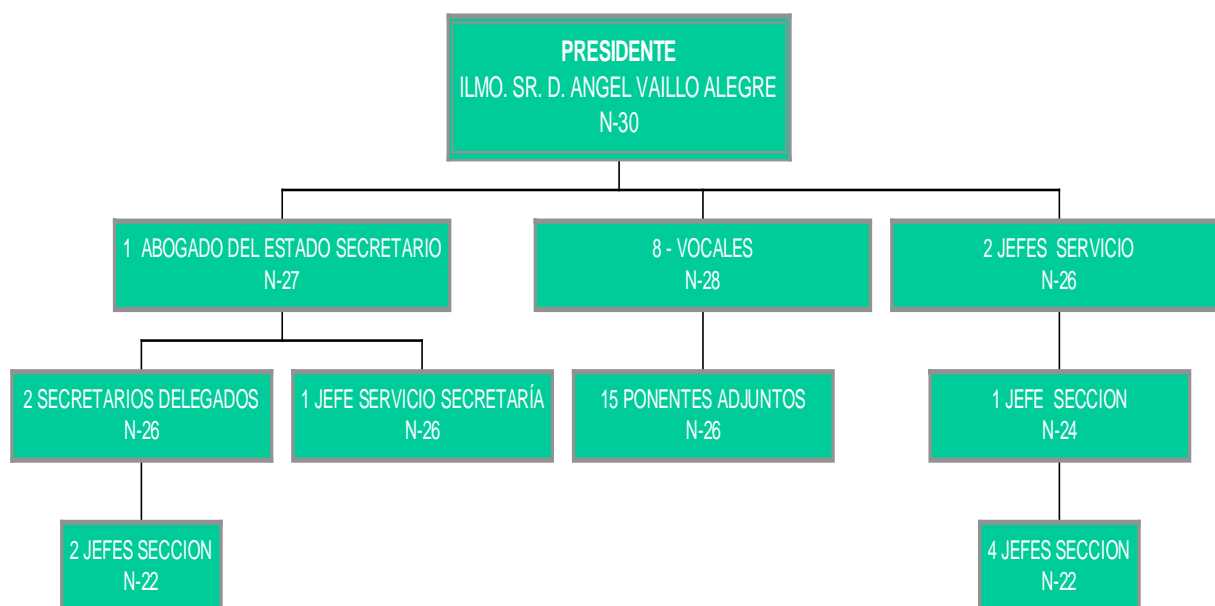 PRESIDENTE
ILMO. SR. D. ANGEL VAILLO ALEGRE
N-30
1 ABOGADO DEL ESTADO SECRETARIO
N-27
8 - VOCALES
N-28
2 JEFES SERVICIO
N-26
2 SECRETARIOS DELEGADOS
N-26
1 JEFE SERVICIO SECRETARÍA
N-26
15 PONENTES ADJUNTOS
N-26
1 JEFE SECCION
N-24
2 JEFES SECCION
N-22
4 JEFES SECCION
N-22